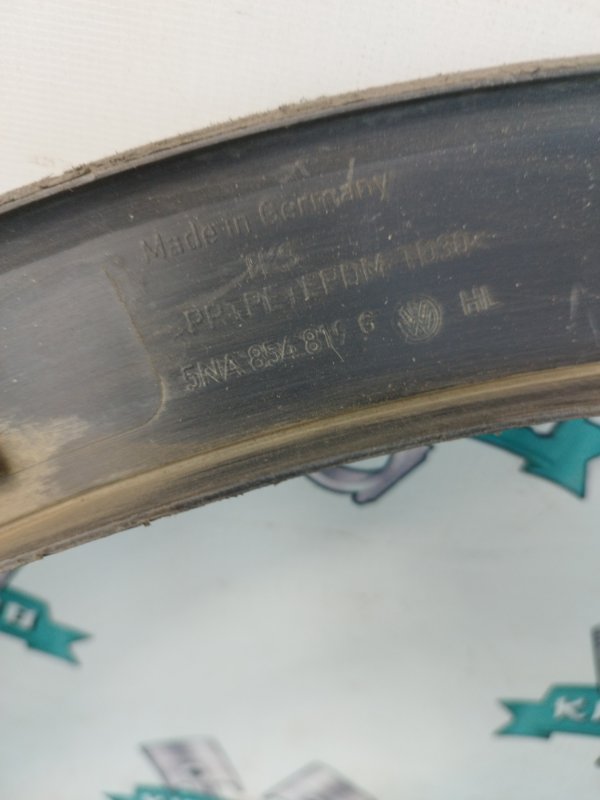 Made in Germany
PP+PE+EPDM-TD30<
5NA 854 819 G HL